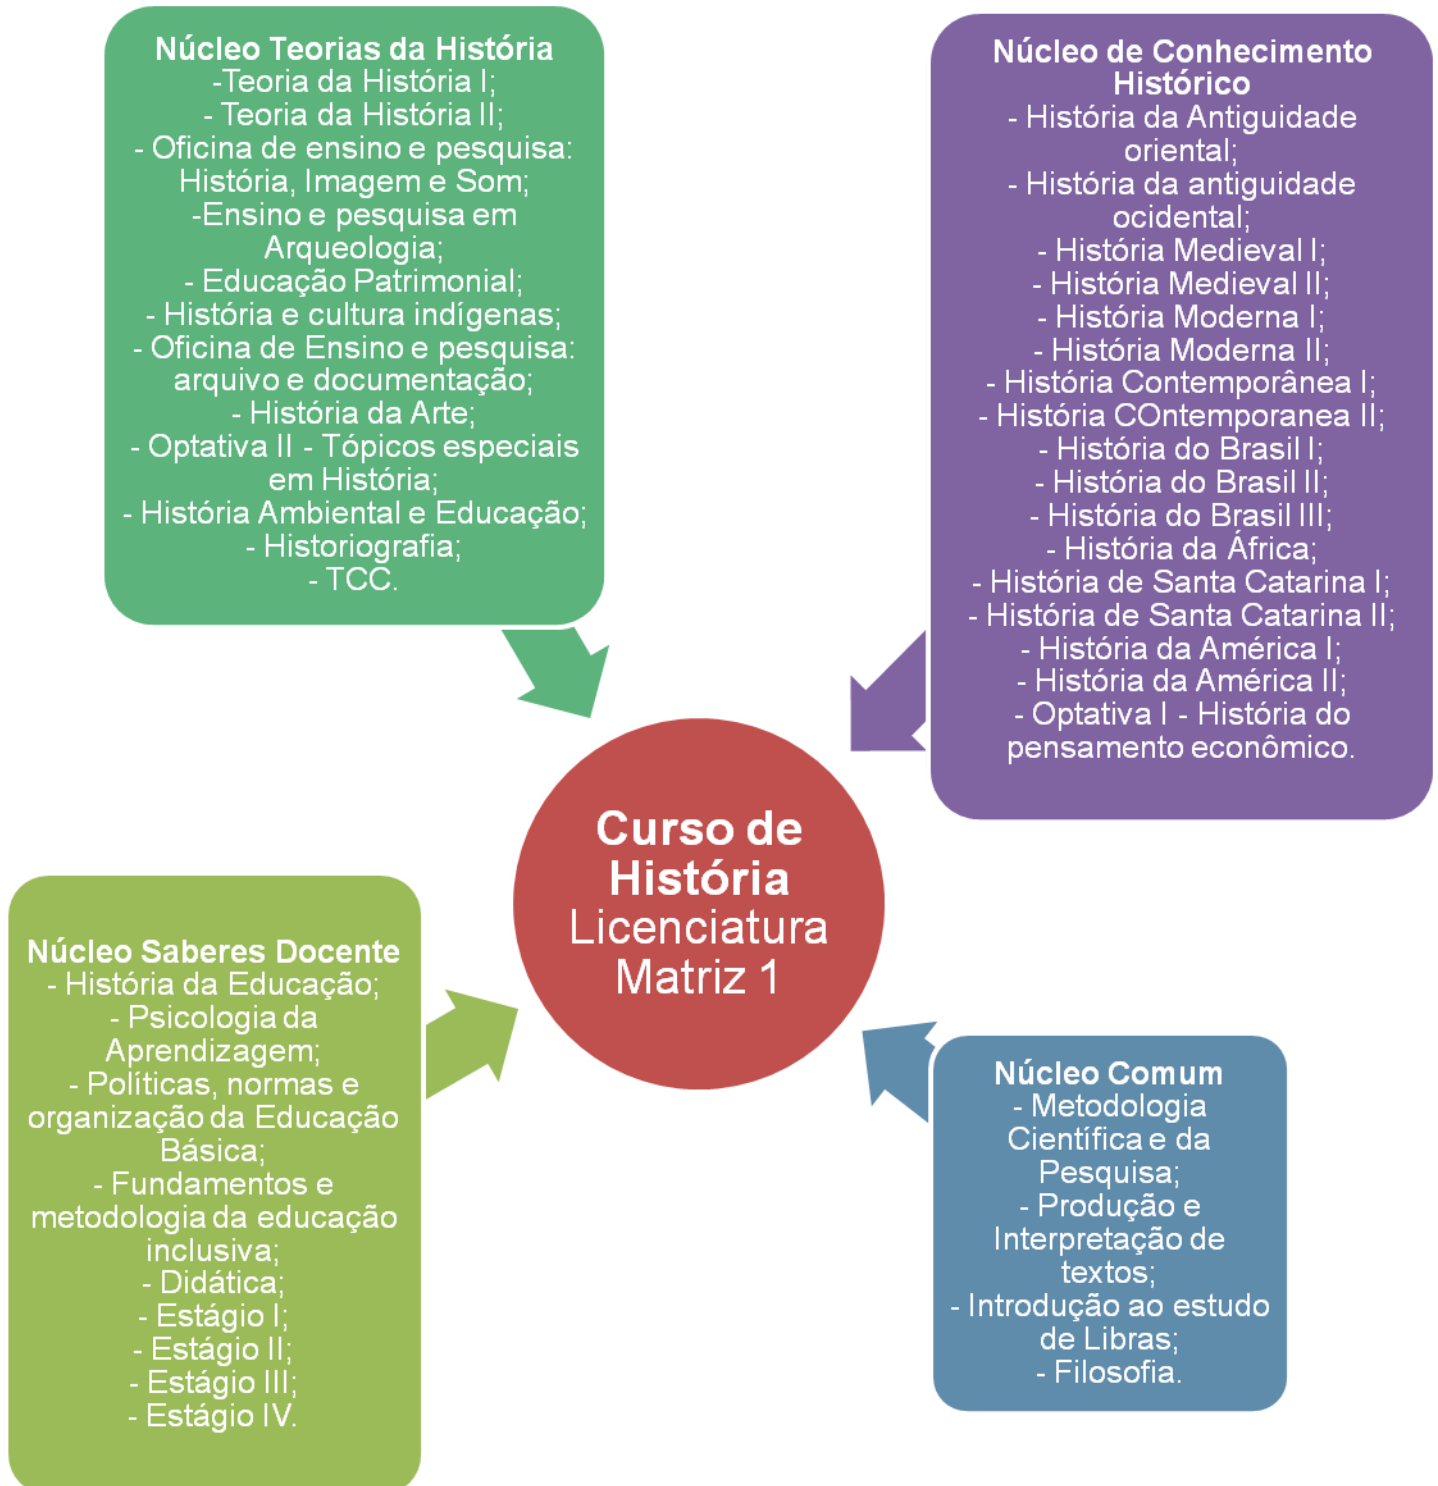 Núcleo Teorias da História
-Teoria da História I;
- Teoria da História II;
- Oficina de ensino e pesquisa:
História, Imagem e Som;
-Ensino e pesquisa em
Arqueologia;
- Educação Patrimonial;
- História e cultura indígenas;
- Oficina de Ensino e pesquisa:
arquivo e documentação;
- História da Arte;
- Optativa II - Tópicos especiais
em História;
- História Ambiental e Educação;
- Historiografia;
- TCC.
Núcleo de Conhecimento
Histórico
- História da Antiguidade
oriental;
- História da antiguidade
ocidental;
- História Medieval I;
- História Medieval II;
- História Moderna I;
- História Moderna II;
- História Contemporânea I;
- História COntemporanea II;
- História do Brasil I;
- História do Brasil II;
- História do Brasil III;
- História da África;
- História de Santa Catarina I;
- História de Santa Catarina II;
- História da América I;
- História da América II;
- Optativa I - História do
pensamento econômico.
Curso de
História
Licenciatura
Matriz 1
Núcleo Saberes Docente
- História da Educação;
- Psicologia da
Aprendizagem;
- Políticas, normas e
organização da Educação
Básica;
- Fundamentos e
metodologia da educação
inclusiva;
- Didática;
- Estágio I;
- Estágio II;
- Estágio III;
- Estágio IV.
Núcleo Comum
- Metodologia
Científica e da
Pesquisa;
- Produção e
Interpretação de
textos;
- Introdução ao estudo
de Libras;
- Filosofia.